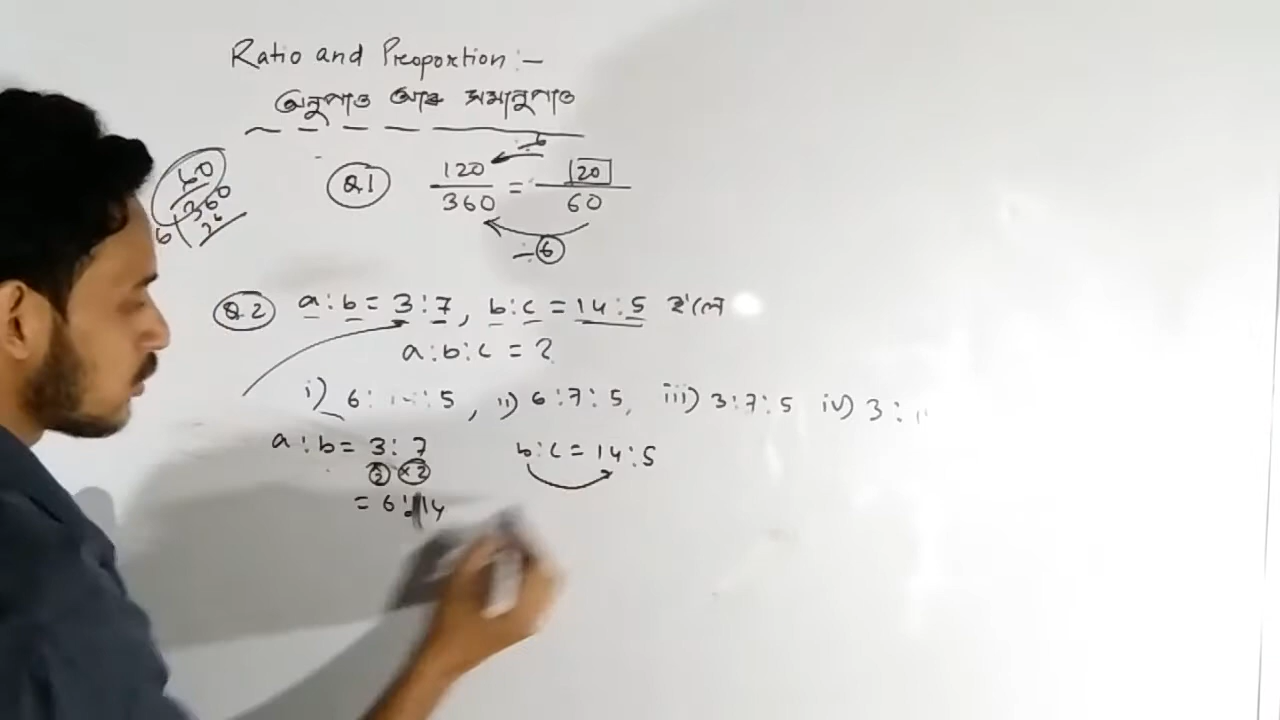 Ratio and Proportion :-
অনুপাত আৰু সমানুপাত
60
360
6
Q.1 120/360 = 120/60
÷6
÷6
Q.2 a:b = 3:7, b:c = 14:5 হ'লে
a:b:c = ?
i) 6: :5, ii) 6:7:5, iii) 3:7:5 iv) 3:
a:b = 3:7 b:c = 14:5
2 ×2
= 6:14